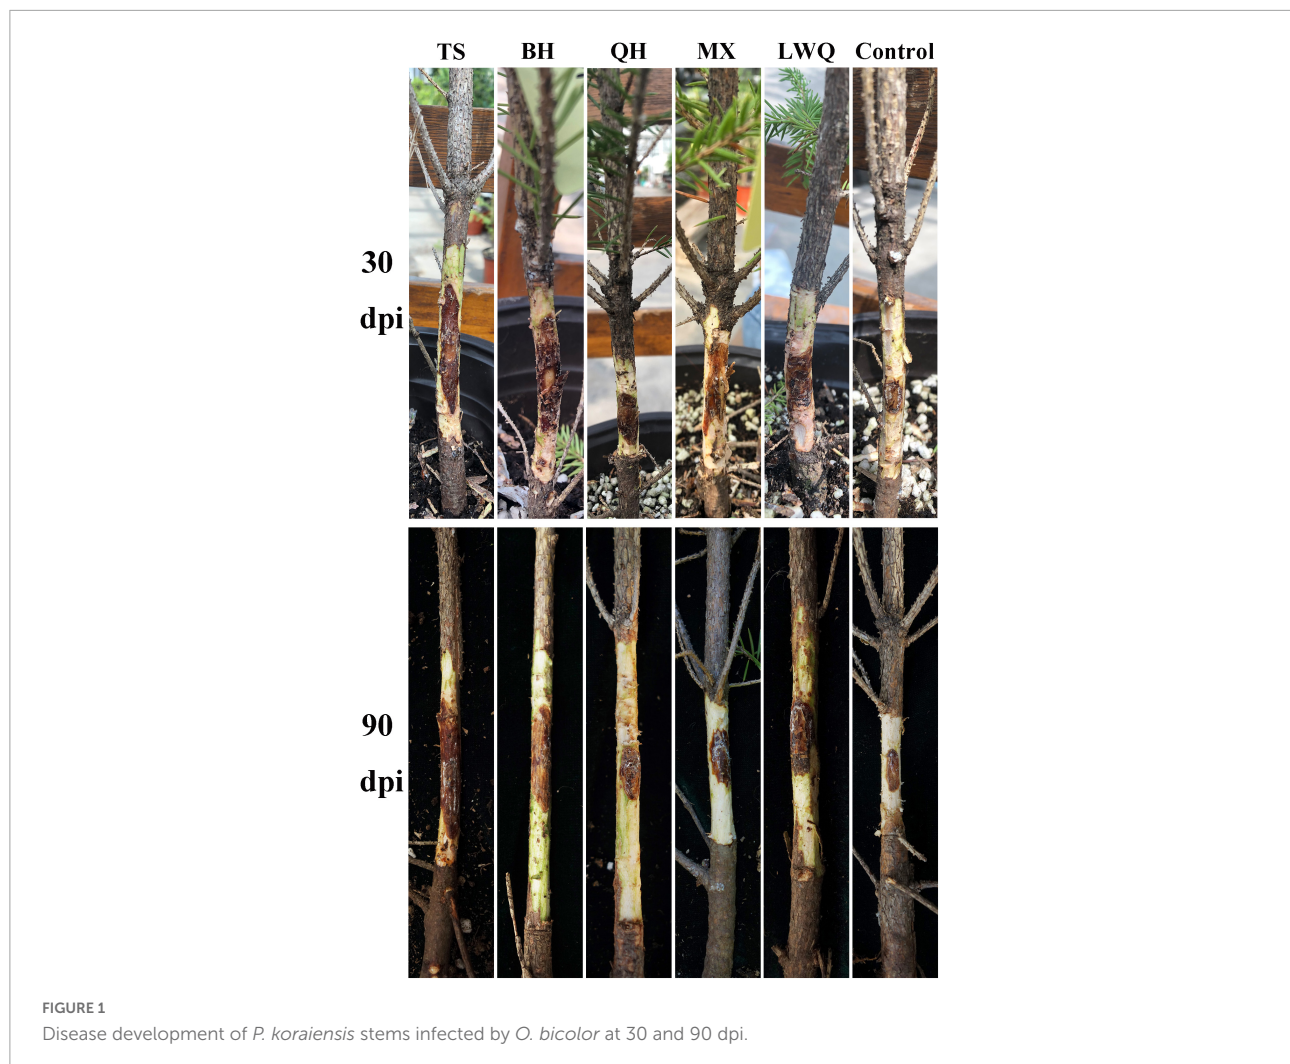 TS BH QH MX LWQ Control
30
dpi
90
dpi
FIGURE 1
Disease development of P. koraiensis stems infected by O. bicolor at 30 and 90 dpi.